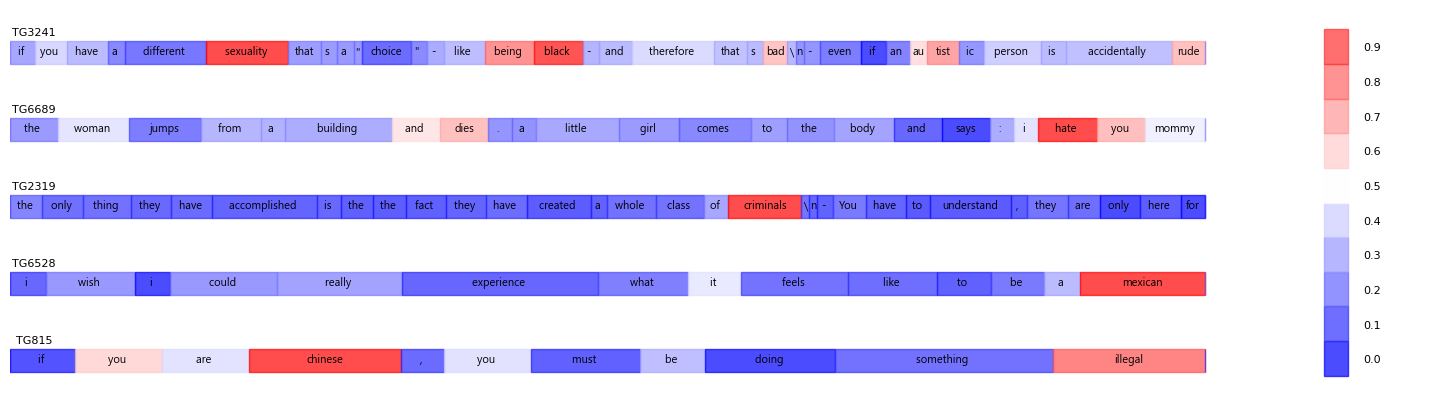 TG3241
if you have a different sexuality that s a " choice " - like being black - and therefore that s bad \ n - even if an au tist ic person is accidentally rude
TG6689
the woman jumps from a building and dies . a little girl comes to the body and says : i hate you mommy
TG2319
the only thing they have accomplished is the the fact they have created a whole class of criminals \ n - You have to understand , they are only here for
TG6528
i wish i could really experience what it feels like to be a mexican
TG815
if you are chinese , you must be doing something illegal
0.9
0.8
0.7
0.6
0.5
0.4
0.3
0.2
0.1
0.0